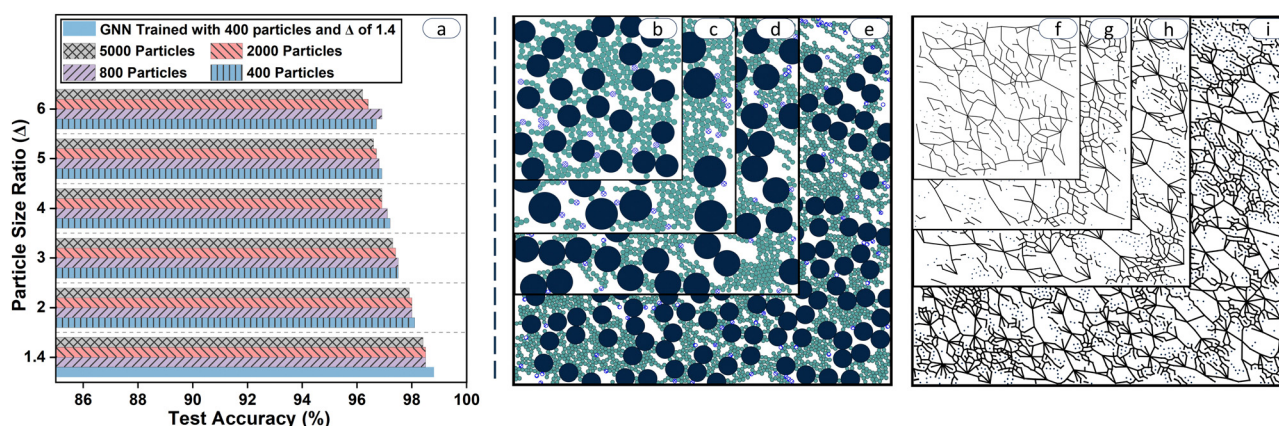 GNN Trained with 400 particles and Δ of 1.4
a
5000 Particles 2000 Particles
800 Particles 400 Particles
Particle Size Ratio (Δ)
6
5
4
3
2
1.4
86 88 90 92 94 96 98 100
Test Accuracy (%)
b c d e
f g h i